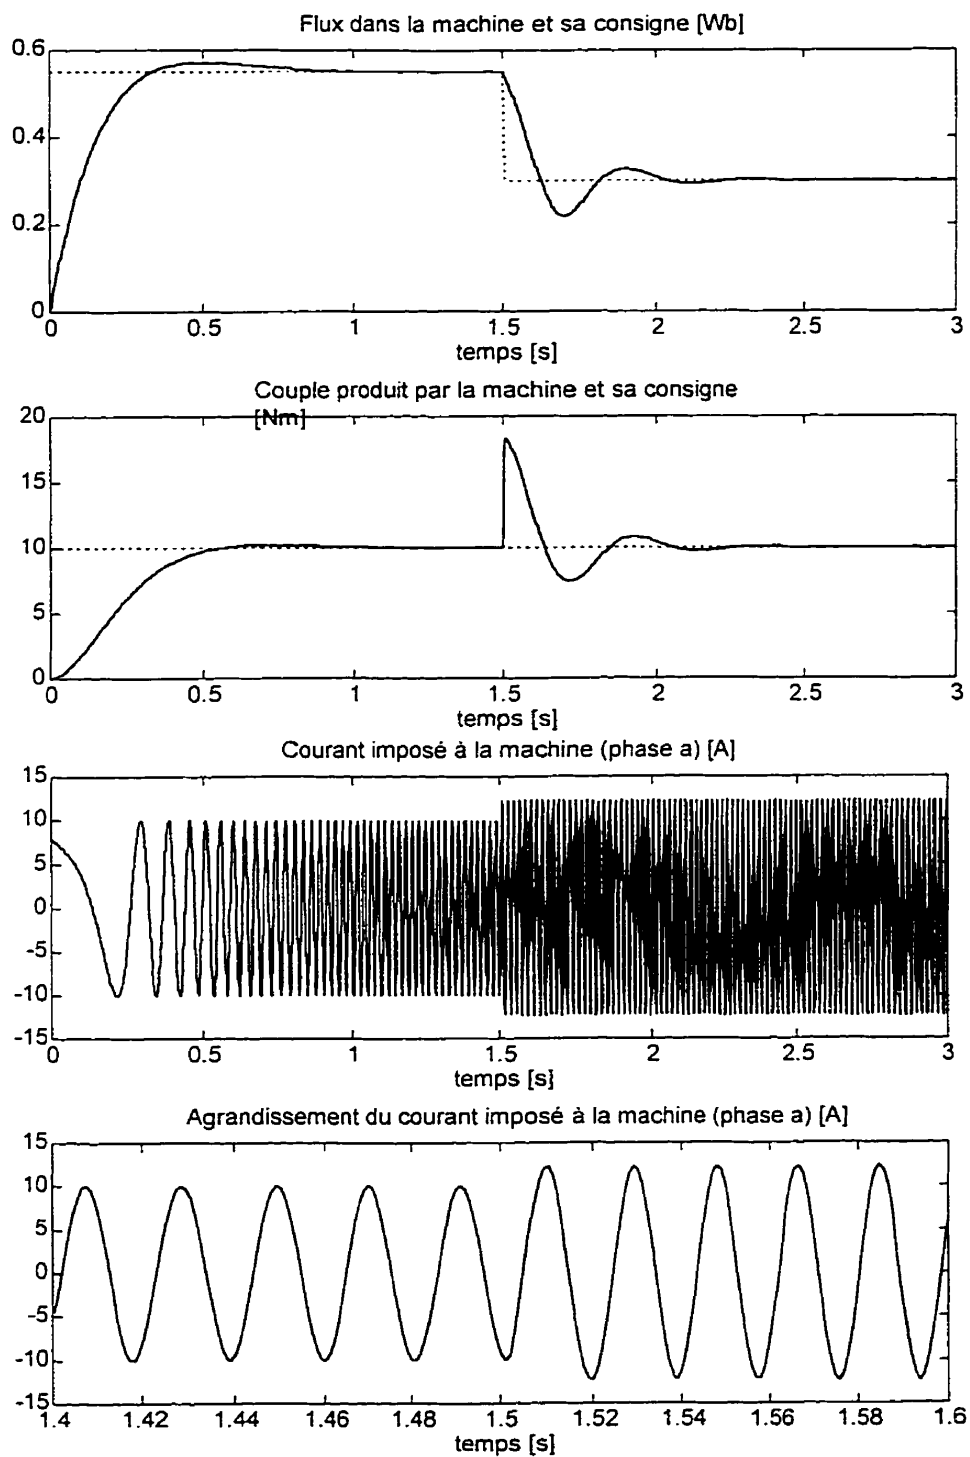 Flux dans la machine et sa consigne [Wb]
0.6
0.4
0.2
0
0 0.5 1 1.5 2 2.5 3
temps [s]
Couple produit par la machine et sa consigne
[Nm]
20
15
10
5
0
0 0.5 1 1.5 2 2.5 3
temps [s]
Courant imposé à la machine (phase a) [A]
15
10
5
0
-5
-10
-15
0 0.5 1 1.5 2 2.5 3
temps [s]
Agrandissement du courant imposé à la machine (phase a) [A]
15
10
5
0
-5
-10
-15
1.4 1.42 1.44 1.46 1.48 1.5 1.52 1.54 1.56 1.58 1.6
temps [s]